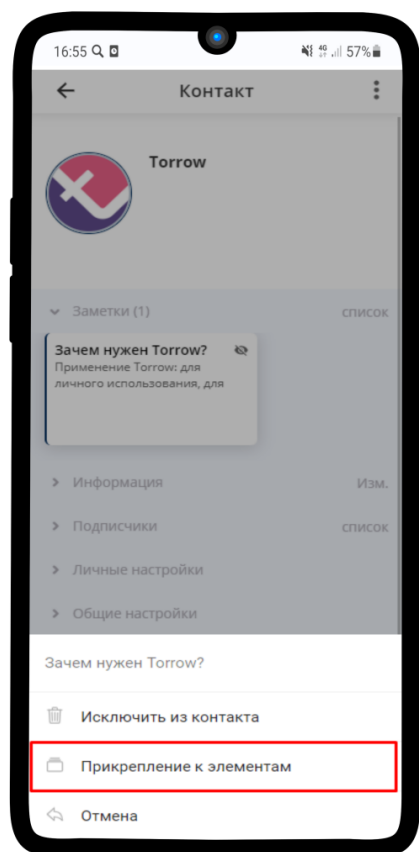 16:55 4G 57%
Контакт
Torrow
Заметки (1) список
Зачем нужен Torrow?
Применение Torrow: для
личного использования, для
Информация Изм.
Подписчики список
Личные настройки
Общие настройки
Зачем нужен Torrow?
Исключить из контакта
Прикрепление к элементам
Отмена